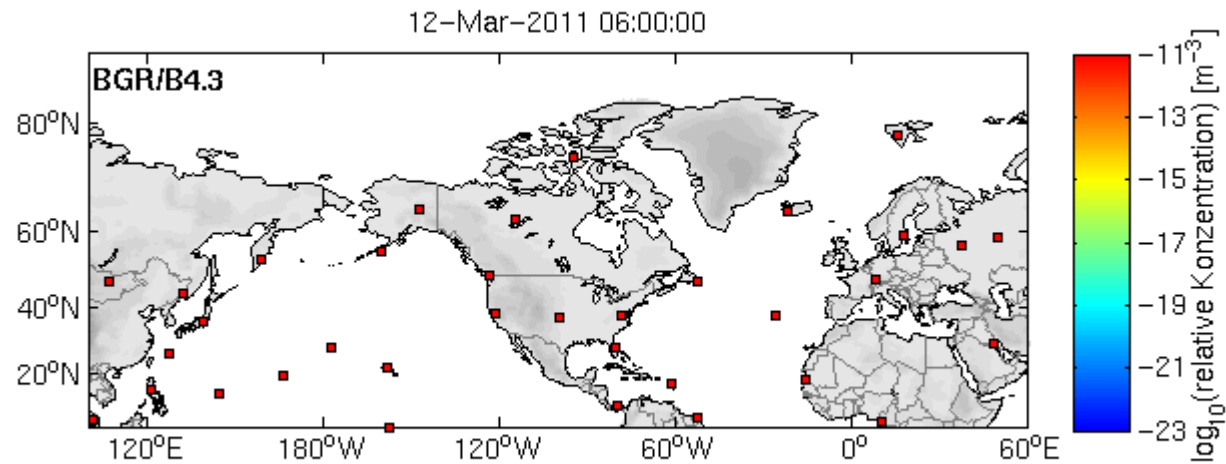 12-Mar-2011 06:00:00
BGR/B4.3
80°N
60°N
40°N
20°N
120°E
180°W
120°W
60°W
0°
60°E
-11
-13
-15
-17
-19
-21
-23
log₁₀(relative Konzentration) [m⁻³]